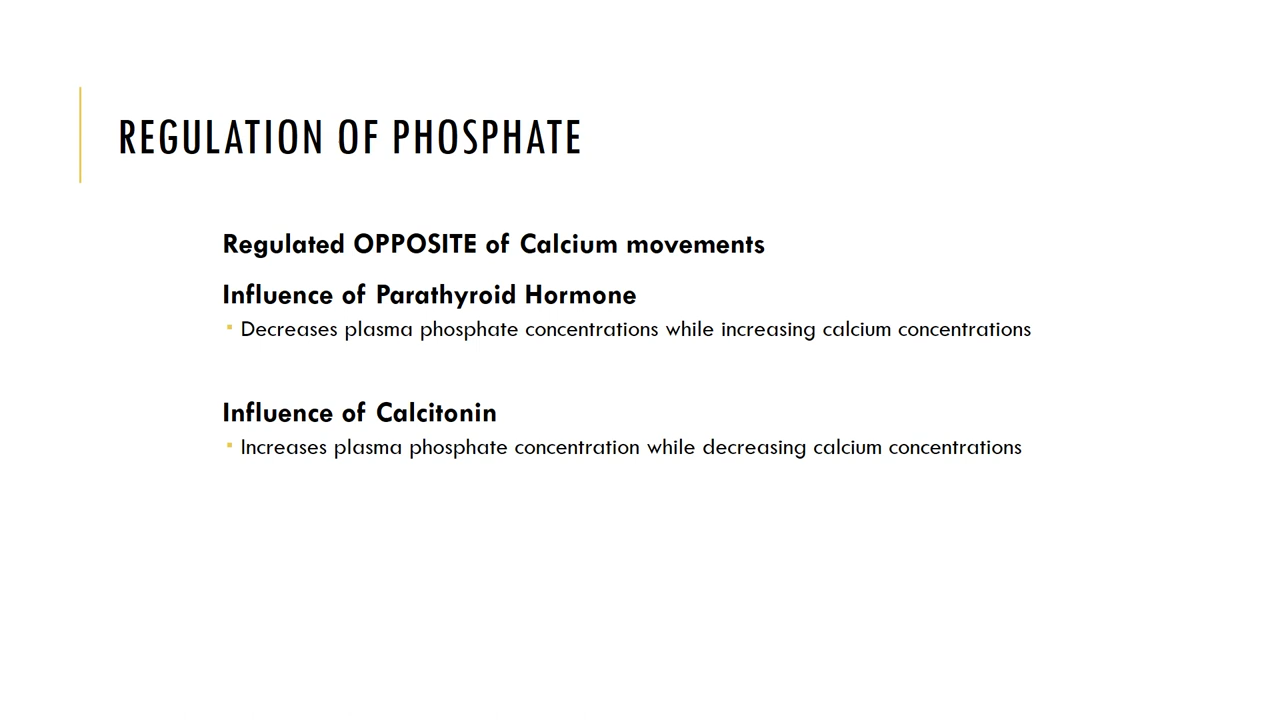 REGULATION OF PHOSPHATE
Regulated OPPOSITE of Calcium movements
Influence of Parathyroid Hormone
▪ Decreases plasma phosphate concentrations while increasing calcium concentrations
Influence of Calcitonin
▪ Increases plasma phosphate concentration while decreasing calcium concentrations